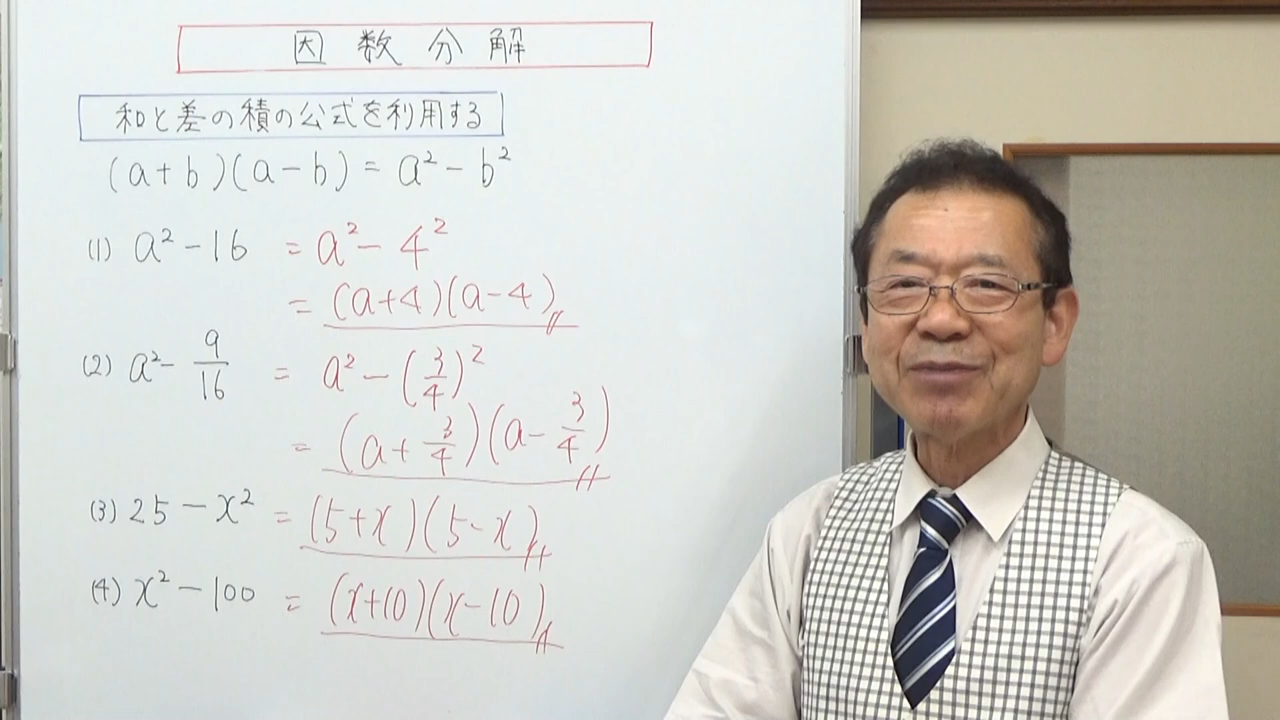 因数分解
和と差の積の公式を利用する
(a+b)(a-b) = a² - b²
(1) a² - 16 = a² - 4²
= (a+4)(a-4)
(2) a² - 9/16 = a² - (3/4)²
= (a + 3/4)(a - 3/4)
(3) 25 - x² = (5+x)(5-x)
(4) x² - 100 = (x+10)(x-10)